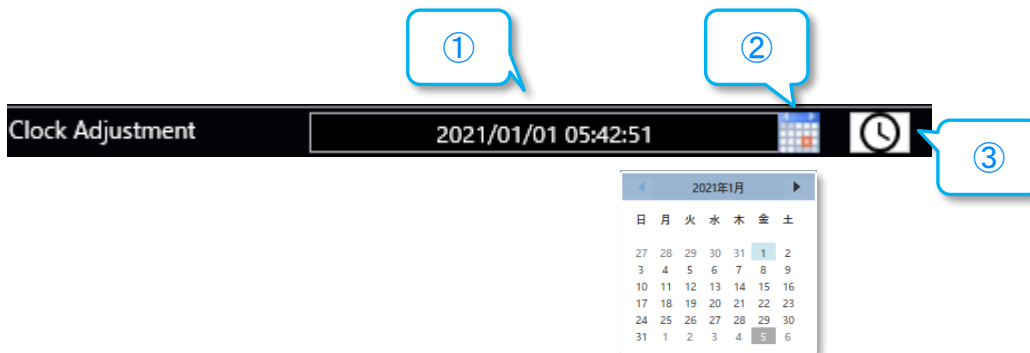 ① ②
Clock Adjustment 2021/01/01 05:42:51
③
2021年1月
日 月 火 水 木 金 土
27 28 29 30 31 1 2
3 4 5 6 7 8 9
10 11 12 13 14 15 16
17 18 19 20 21 22 23
24 25 26 27 28 29 30
31 1 2 3 4 5 6